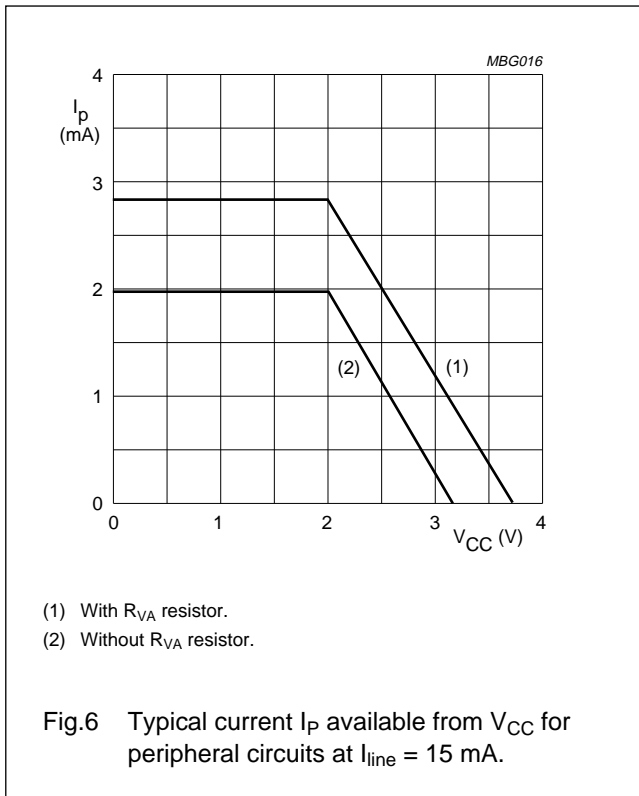 MBG016
4
I_p
(mA)
3
2
(2)
(1)
1
0
0
1
2
3
4
V_CC (V)
(1) With R_VA resistor.
(2) Without R_VA resistor.
Fig.6 Typical current I_P available from V_CC for
peripheral circuits at I_line = 15 mA.